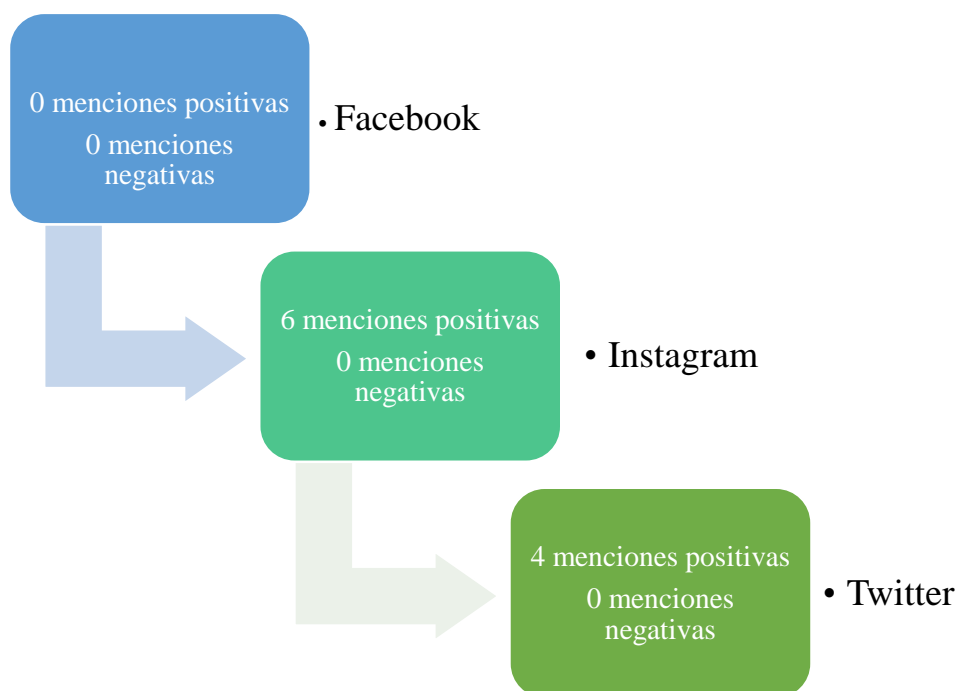 0 menciones positivas
0 menciones
negativas
• Facebook
6 menciones positivas
0 menciones
negativas
• Instagram
4 menciones positivas
0 menciones
negativas
• Twitter